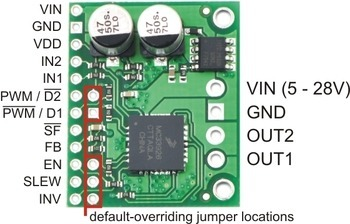 VIN
GND
VDD
IN2
IN1
PWM / D2
PWM / D1
SF
FB
EN
SLEW
INV
47
50s.
7L0
47
50s.
7L0
VIN (5 - 28V)
GND
OUT2
OUT1
default-overriding jumper locations